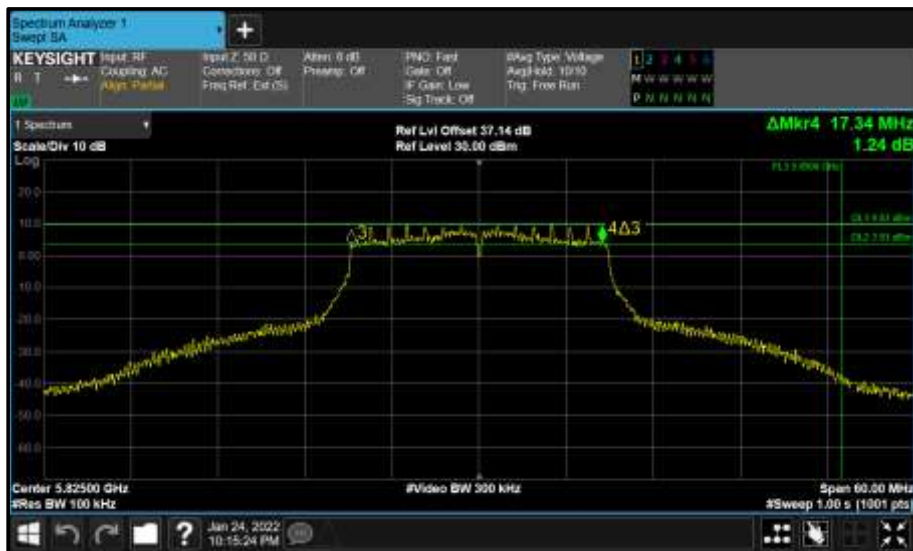 Spectrum Analyzer 1
Swept SA
+
KEYSIGHT Input: RF
R T Coupling: AC
Align: Partial
Input Z: 50 Ω
Corrections: Off
Freq Ref: Ext (S)
Atten: 6 dB
Preamp: Off
PNO: Fast
Gate: Off
IF Gain: Low
Sig Track: Off
#Avg Type: Voltage
Avg|Hold: 10/10
Trig: Free Run
1 2 3 4 5 6
M W W W W W
P N N N N N
1 Spectrum
Scale/Div 10 dB
Ref Lvl Offset 37.14 dB
Ref Level 30.00 dBm
ΔMkr4 17.34 MHz
1.24 dB
Log
20.0
10.0
0.00
-10.0
-20.0
-30.0
-40.0
-50.0
-60.0
3
4Δ3
Center 5.82500 GHz
#Res BW 100 kHz
#Video BW 300 kHz
Span 60.00 MHz
#Sweep 1.00 s (1001 pts)
?
Jan 24, 2022
10:15:24 PM